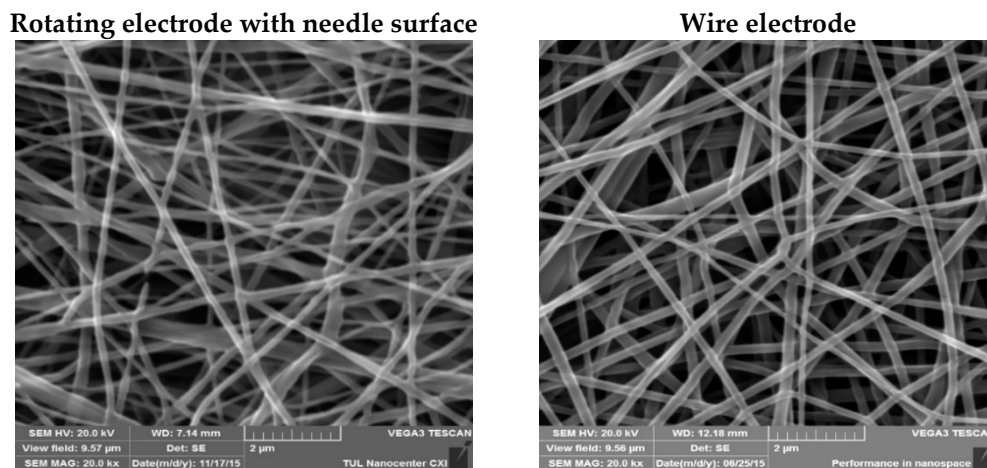 Rotating electrode with needle surface
Wire electrode
SEM HV: 20.0 kV WD: 7.14 mm VEGA3 TESCAN
View field: 9.57 µm Det: SE 2 µm
SEM MAG: 20.0 kx Date(m/d/y): 11/17/15 TUL Nanocenter CXI
SEM HV: 20.0 kV WD: 12.18 mm VEGA3 TESCAN
View field: 9.56 µm Det: SE 2 µm
SEM MAG: 20.0 kx Date(m/d/y): 06/25/15 Performance in nanospace